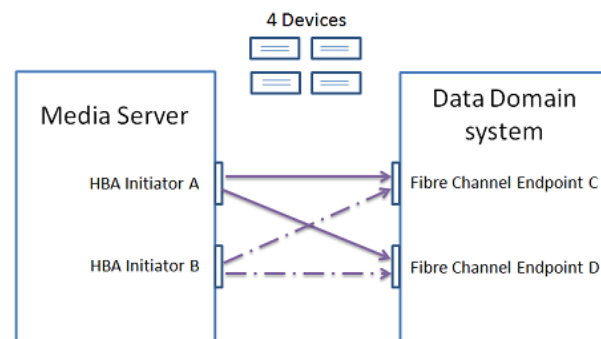 4 Devices
Media Server
Data Domain
system
HBA Initiator A
Fibre Channel Endpoint C
HBA Initiator B
Fibre Channel Endpoint D